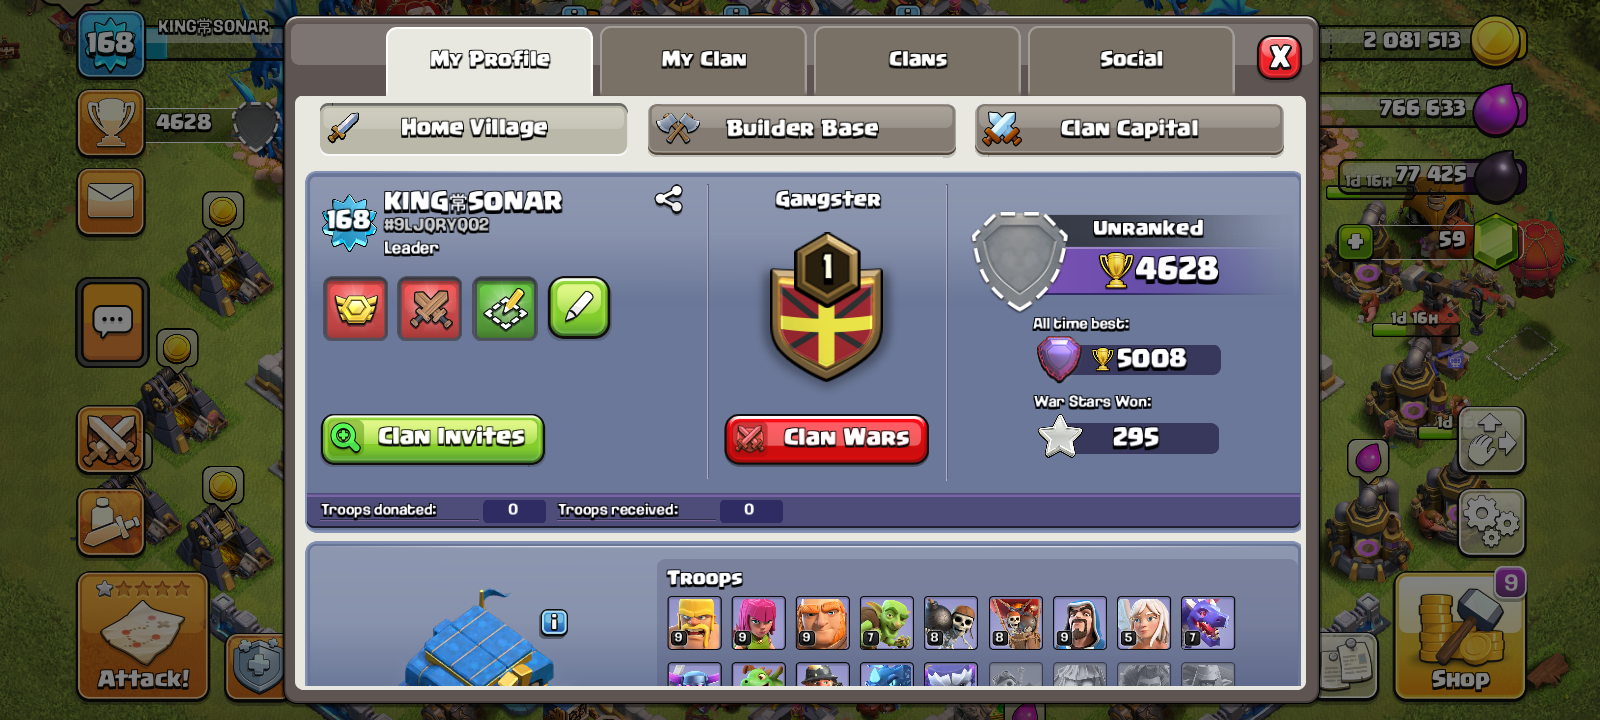 168
KING常SONAR
4628
My Profile
My Clan
Clans
Social
X
2 081 513
766 633
1d 16H
77 425
59
Home Village
Builder Base
Clan Capital
168
KING常SONAR
#9LJQRYQ02
Leader
Clan Invites
Gangster
1
Clan Wars
Unranked
4628
All time best:
5008
War Stars Won:
295
Troops donated:
0
Troops received:
0
i
Troops
9
9
9
7
8
8
9
5
7
1d 16H
1d
Attack!
9
Shop